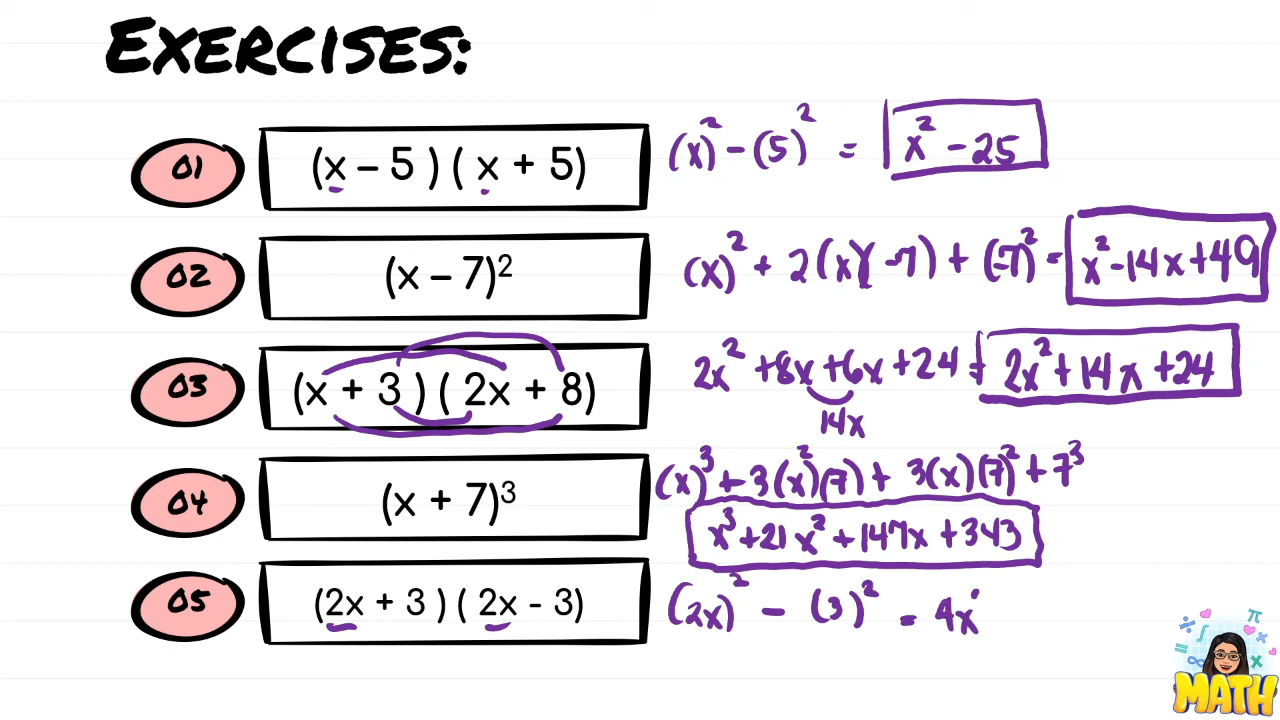 EXERCISES:
01 (x – 5 ) ( x + 5) (x)² - (5)² = x² - 25
02 (x – 7)² (x)² + 2(x)(-7) + (-7)² = x² - 14x + 49
03 (x + 3 ) ( 2x + 8) 2x² + 8x + 6x + 24 = 2x² + 14x + 24
14x
04 (x + 7)³ (x)³ + 3(x)²(7) + 3(x)(7)² + 7³
x³ + 21x² + 147x + 343
05 (2x + 3 ) ( 2x - 3) (2x)² - (3)² = 4x
MATH